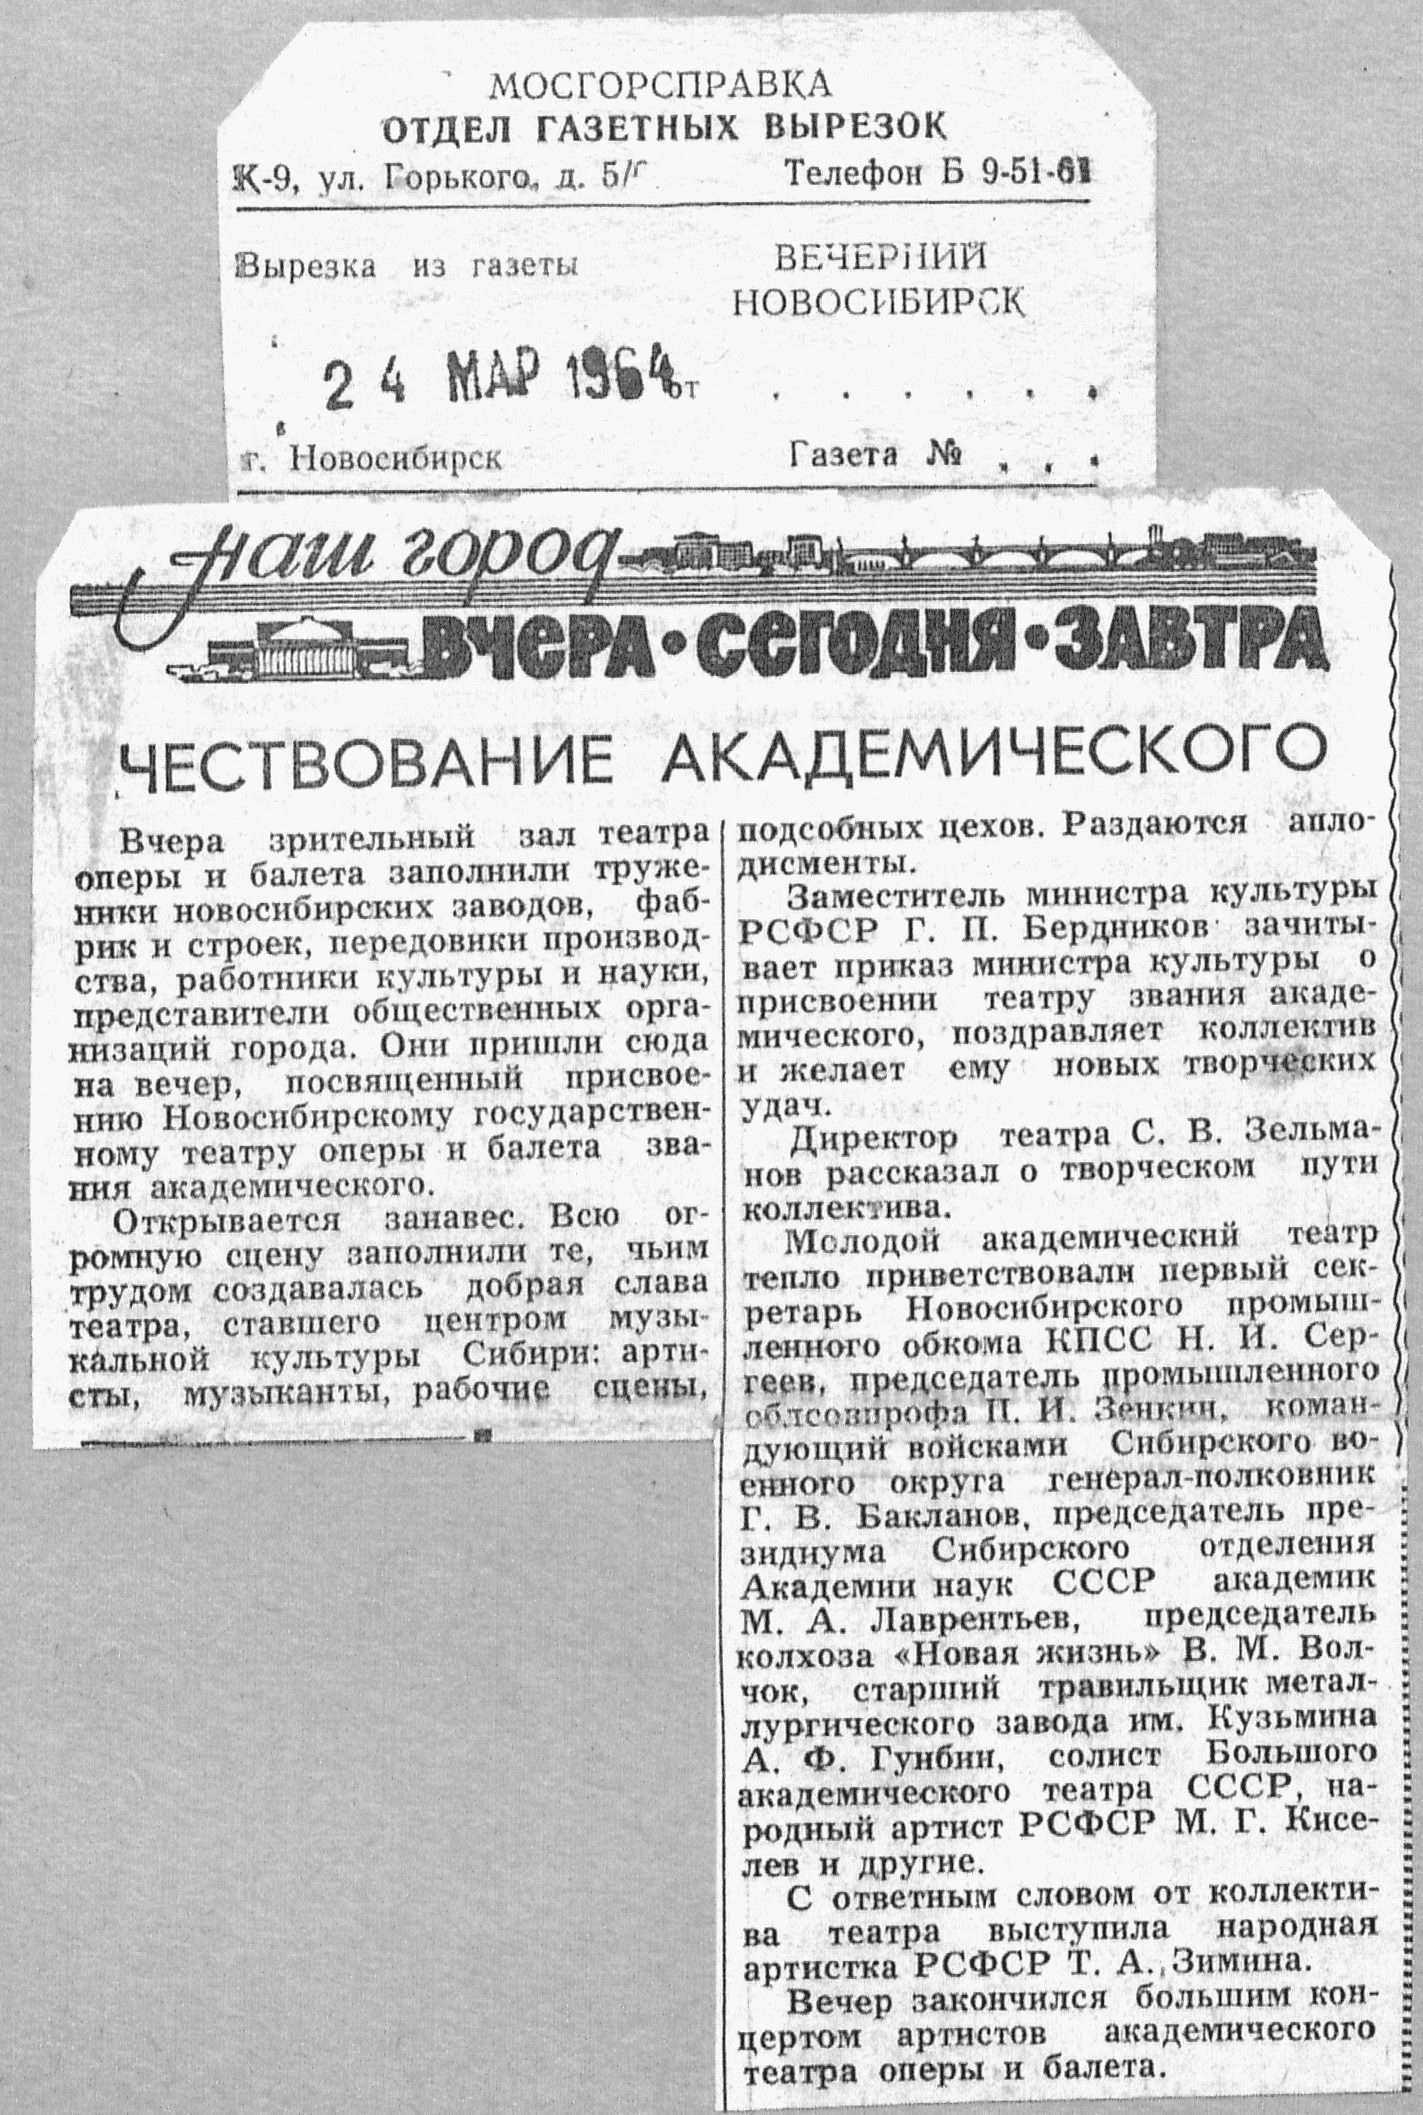 МОСГОРСПРАВКА
ОТДЕЛ ГАЗЕТНЫХ ВЫРЕЗОК
К-9, ул. Горького, д. 5/ Телефон Б 9-51-61
Вырезка из газеты ВЕЧЕРНИЙ
НОВОСИБИРСК
24 МАР 1964 от . . . . . .
г. Новосибирск Газета № . . .
наш город
ВЧЕРА • СЕГОДНЯ • ЗАВТРА
ЧЕСТВОВАНИЕ АКАДЕМИЧЕСКОГО
Вчера зрительный зал театра
оперы и балета заполнили труже-
ники новосибирских заводов, фаб-
рик и строек, передовики производ-
ства, работники культуры и науки,
представители общественных орга-
низаций города. Они пришли сюда
на вечер, посвященный присвое-
нию Новосибирскому государствен-
ному театру оперы и балета зва-
ния академического.
Открывается занавес. Всю ог-
ромную сцену заполнили те, чьим
трудом создавалась добрая слава
театра, ставшего центром музы-
кальной культуры Сибири: арти-
сты, музыканты, рабочие сцены,
подсобных цехов. Раздаются апло-
дисменты.
Заместитель министра культуры
РСФСР Г. П. Бердников зачиты-
вает приказ министра культуры о
присвоении театру звания акаде-
мического, поздравляет коллектив
и желает ему новых творческих
удач.
Директор театра С. В. Зельма-
нов рассказал о творческом пути
коллектива.
Молодой академический театр
тепло приветствовали первый сек-
ретарь Новосибирского промыш-
ленного обкома КПСС Н. И. Сер-
геев, председатель промышленного
облсовпрофа П. И. Зенкин, коман-
дующий войсками Сибирского во-
енного округа генерал-полковник
Г. В. Бакланов, председатель пре-
зидиума Сибирского отделения
Академии наук СССР академик
М. А. Лаврентьев, председатель
колхоза «Новая жизнь» В. М. Вол-
чок, старший травильщик метал-
лургического завода им. Кузьмина
А. Ф. Гунбин, солист Большого
академического театра СССР, на-
родный артист РСФСР М. Г. Кисе-
лев и другие.
С ответным словом от коллекти-
ва театра выступила народная
артистка РСФСР Т. А. Зимина.
Вечер закончился большим кон-
цертом артистов академического
театра оперы и балета.